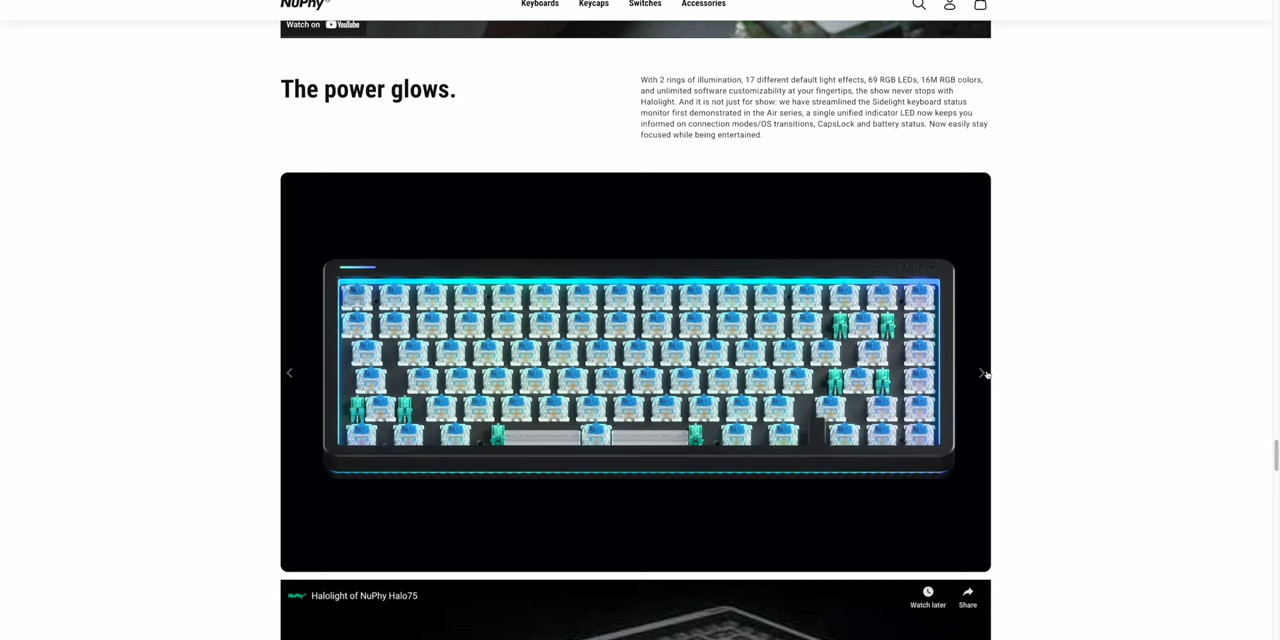 NuPhy®
Keyboards Keycaps Switches Accessories
Watch on YouTube
The power glows.
With 2 rings of illumination, 17 different default light effects, 69 RGB LEDs, 16M RGB colors,
and unlimited software customizability at your fingertips, the show never stops with
Halolight. And it is not just for show: we have streamlined the Sidelight keyboard status
monitor first demonstrated in the Air series, a single unified indicator LED now keeps you
informed on connection modes/OS transitions, CapsLock and battery status. Now easily stay
focused while being entertained.
NuPhy® Halolight of NuPhy Halo75
Watch later Share